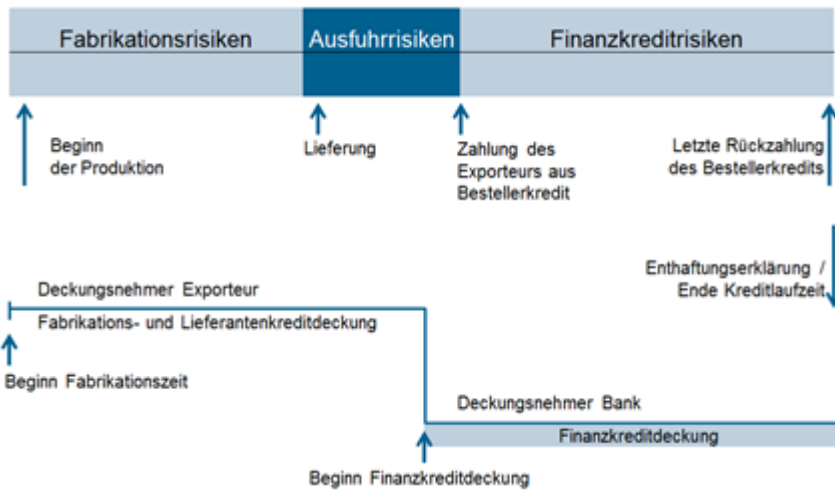 Fabrikationsrisiken
Ausfuhrrisiken
Finanzkreditrisiken
Beginn
der Produktion
Lieferung
Zahlung des
Exporteurs aus
Bestellerkredit
Letzte Rückzahlung
des Bestellerkredits
Enthaftungserklärung /
Ende Kreditlaufzeit
Deckungsnehmer Exporteur
Fabrikations- und Lieferantenkreditdeckung
Beginn Fabrikationszeit
Deckungsnehmer Bank
Finanzkreditdeckung
Beginn Finanzkreditdeckung